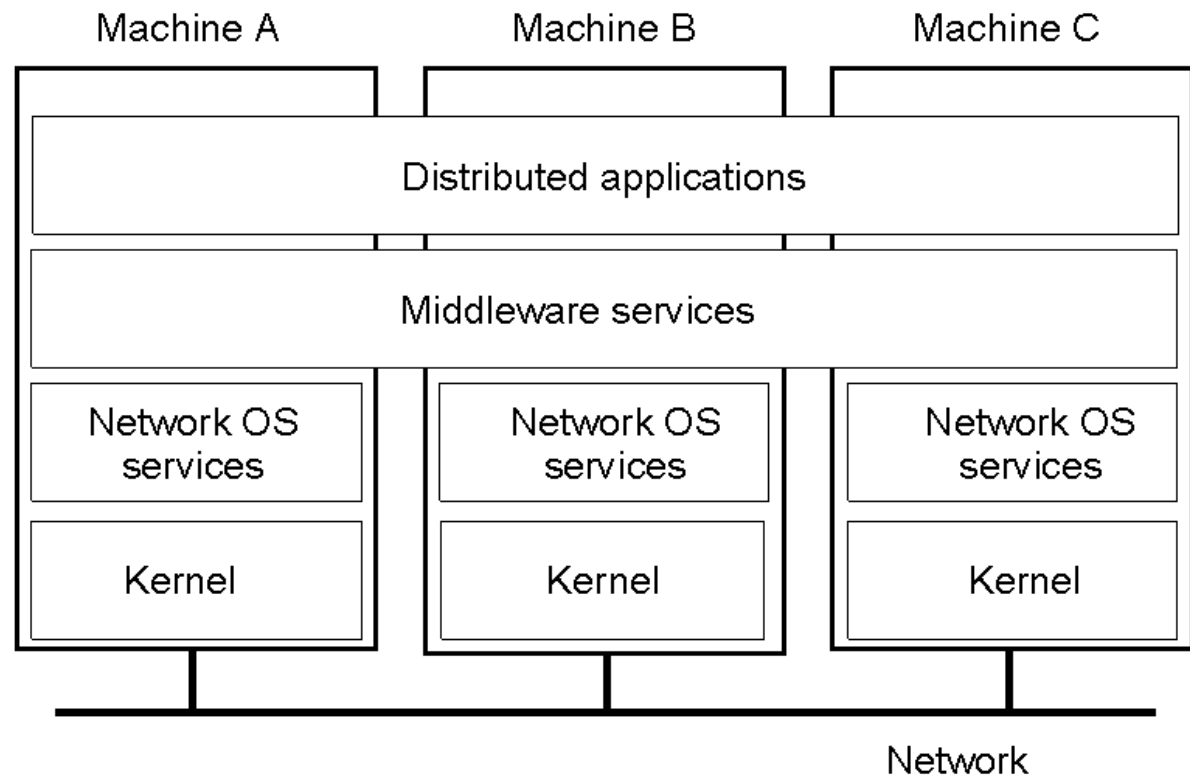 Machine A
Machine B
Machine C
Distributed applications
Middleware services
Network OS
services
Network OS
services
Network OS
services
Kernel
Kernel
Kernel
Network